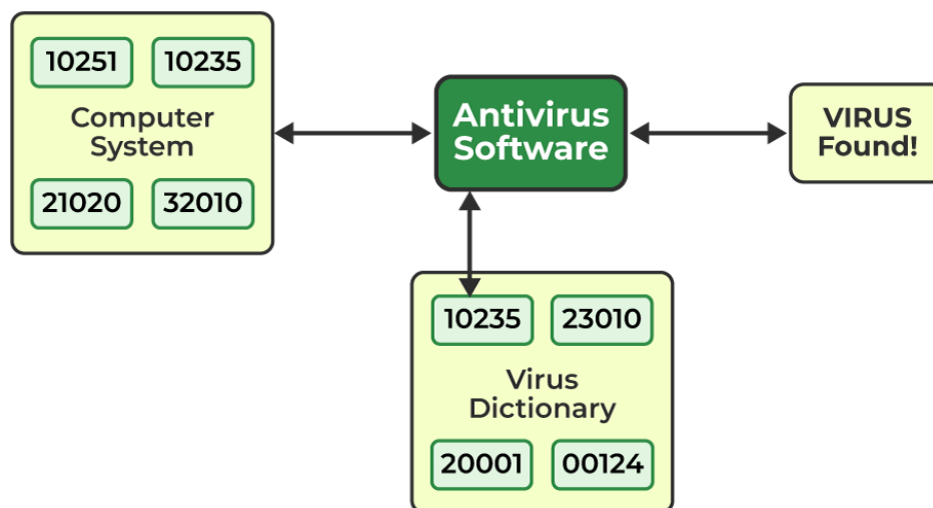 10251 10235
Computer
System
21020 32010
Antivirus
Software
VIRUS
Found!
10235 23010
Virus
Dictionary
20001 00124